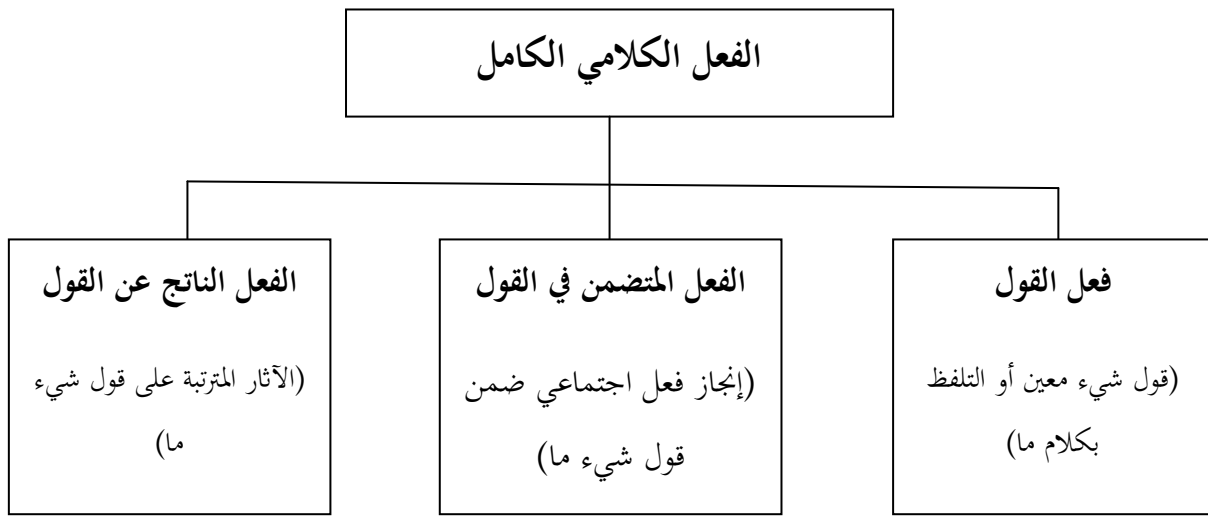 الفعل الكلامي الكامل
فعل القول
(قول شيء معين أو التلفظ
بكلام ما)
الفعل المتضمن في القول
(إنجاز فعل اجتماعي ضمن
قول شيء ما)
الفعل الناتج عن القول
(الآثار المترتبة على قول شيء
ما)